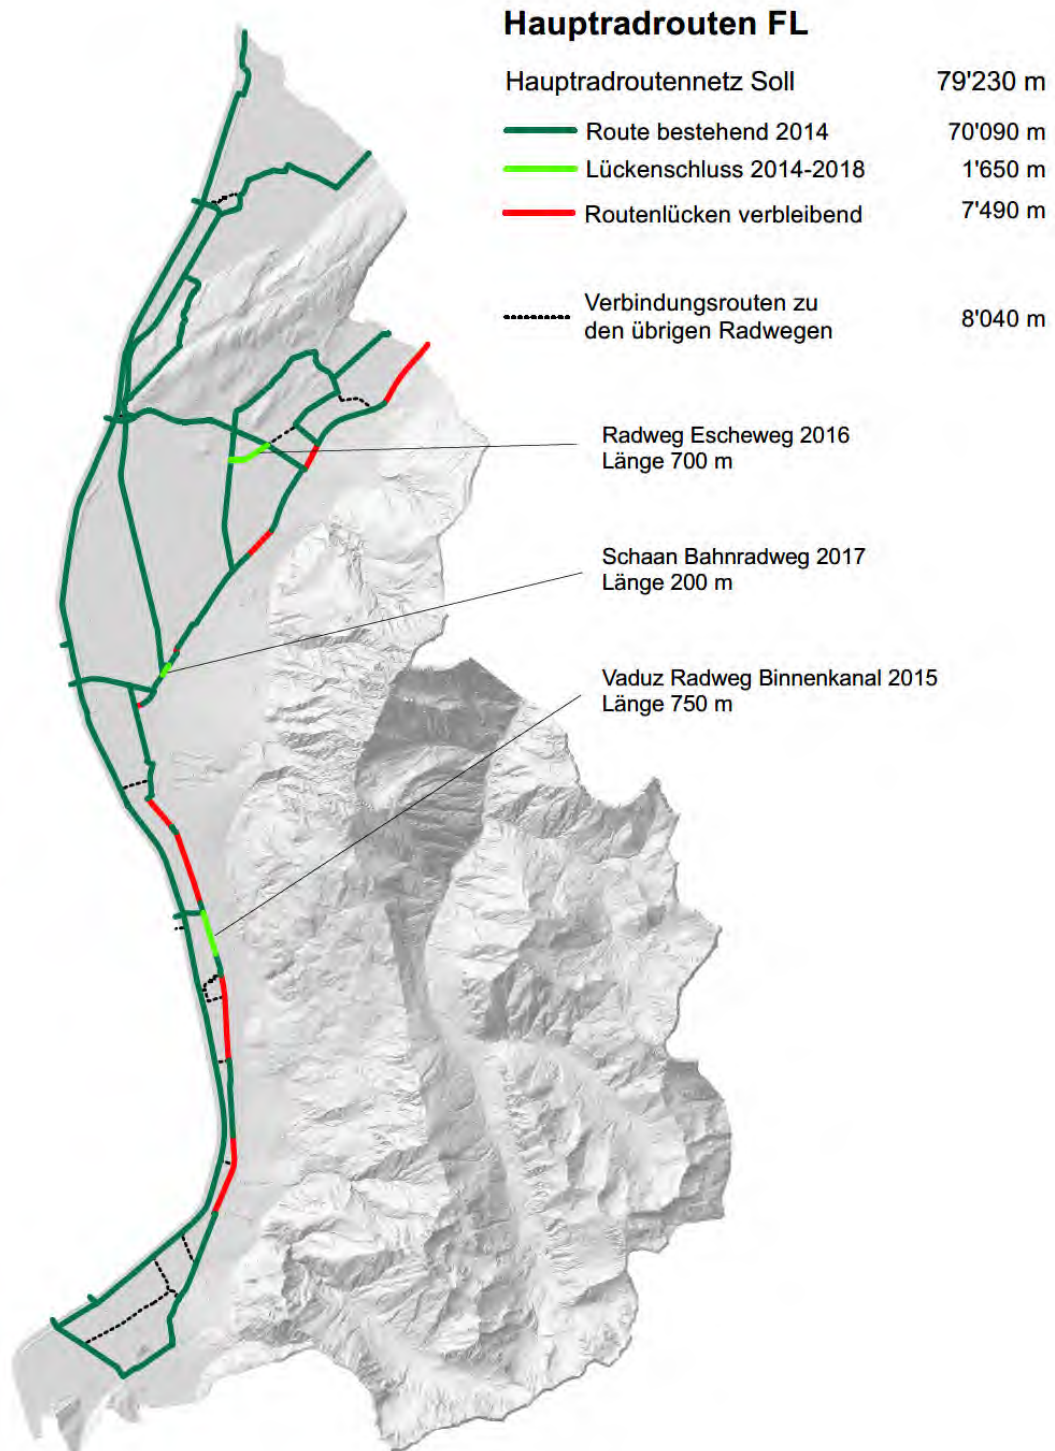 Hauptradrouten FL
Hauptradroutennetz Soll 79'230 m
Route bestehend 2014 70'090 m
Lückenschluss 2014-2018 1'650 m
Routenlücken verbleibend 7'490 m
Verbindungsrouten zu
den übrigen Radwegen 8'040 m
Radweg Escheweg 2016
Länge 700 m
Schaan Bahnradweg 2017
Länge 200 m
Vaduz Radweg Binnenkanal 2015
Länge 750 m